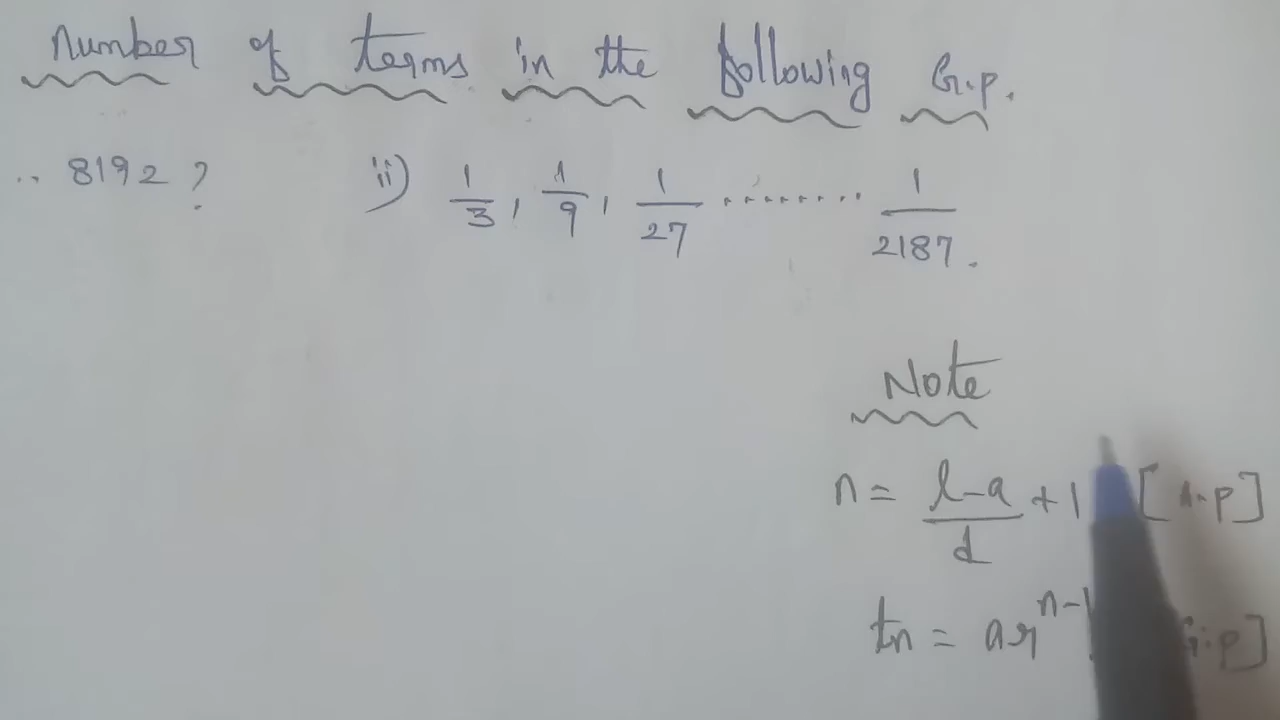 number of terms in the following G.P.
.. 8192 ? ii) 1/3, 1/9, 1/27 ......... 1/2187.
Note
n = l-a/d +1 [A.P]
tn = ar^n-1 G.P]